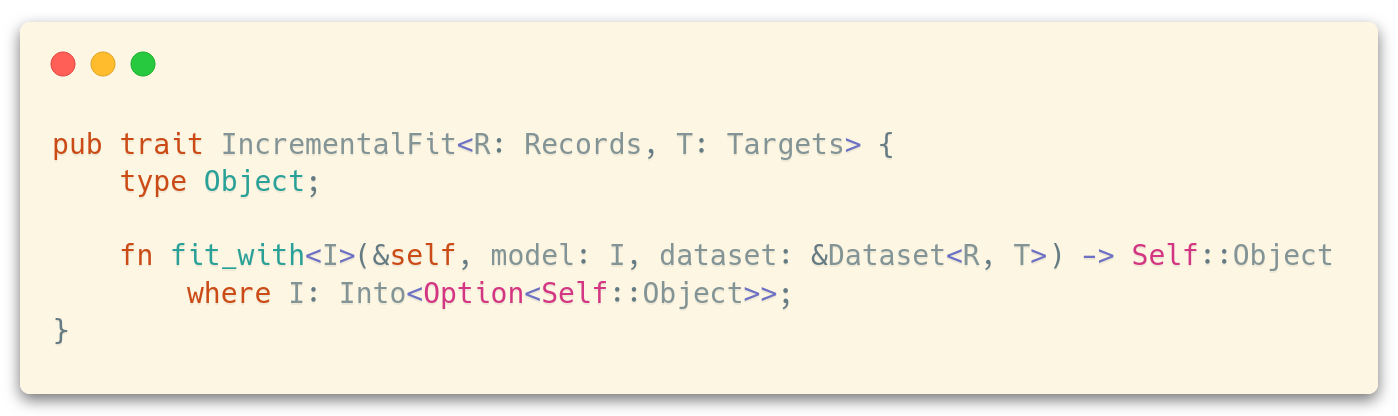 pub trait IncrementalFit<R: Records, T: Targets> {
    type Object;

    fn fit_with<I>(&self, model: I, dataset: &Dataset<R, T>) -> Self::Object
        where I: Into<Option<Self::Object>>;
}